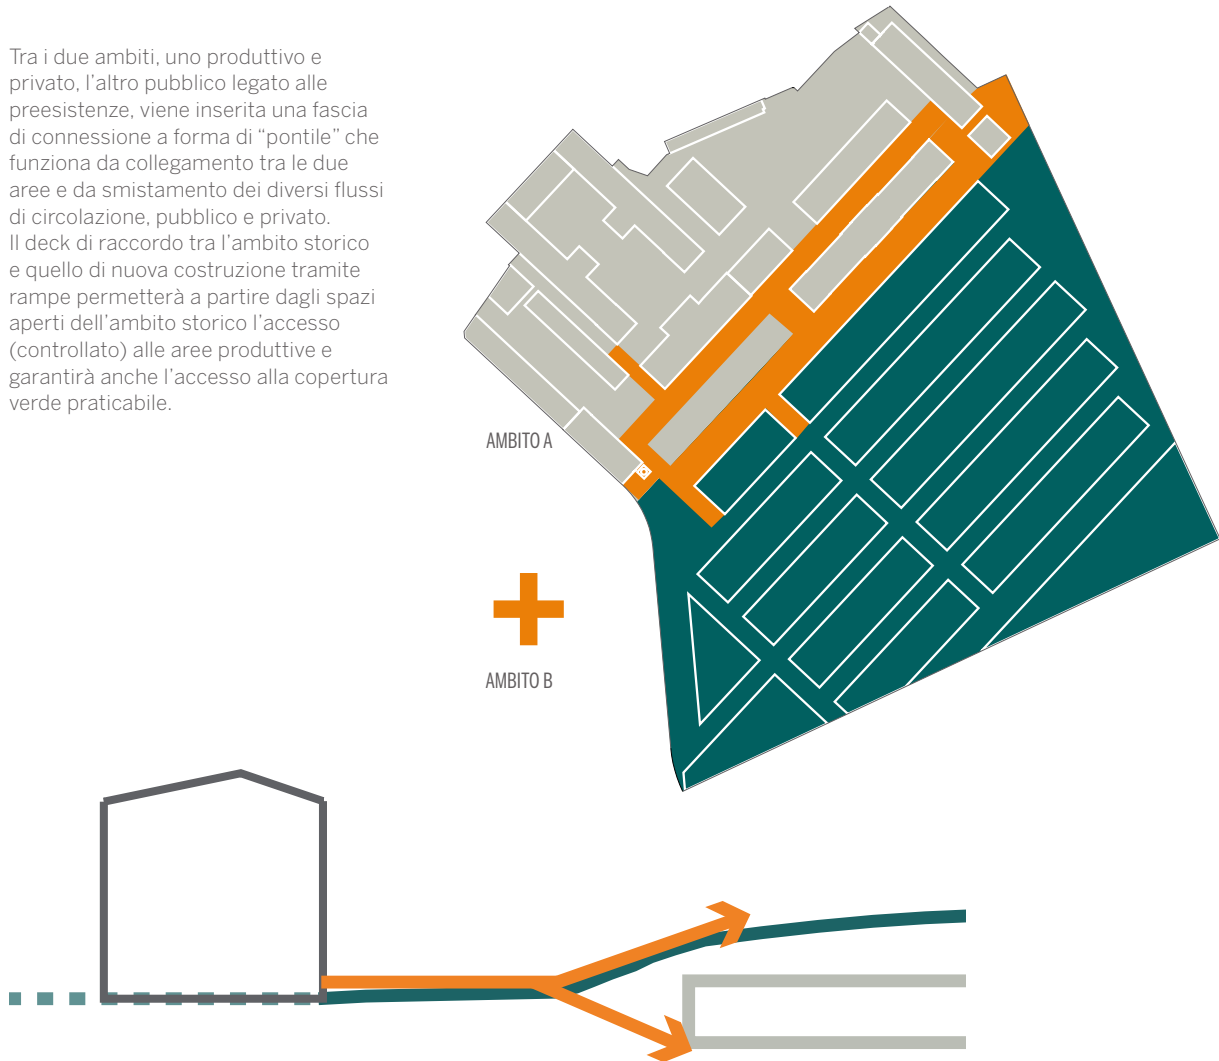 Tra i due ambiti, uno produttivo e
privato, l’altro pubblico legato alle
preesistenze, viene inserita una fascia
di connessione a forma di “pontile” che
funziona da collegamento tra le due
aree e da smistamento dei diversi flussi
di circolazione, pubblico e privato.
Il deck di raccordo tra l’ambito storico
e quello di nuova costruzione tramite
rampe permetterà a partire dagli spazi
aperti dell’ambito storico l’accesso
(controllato) alle aree produttive e
garantirà anche l’accesso alla copertura
verde praticabile.
AMBITO A
AMBITO B